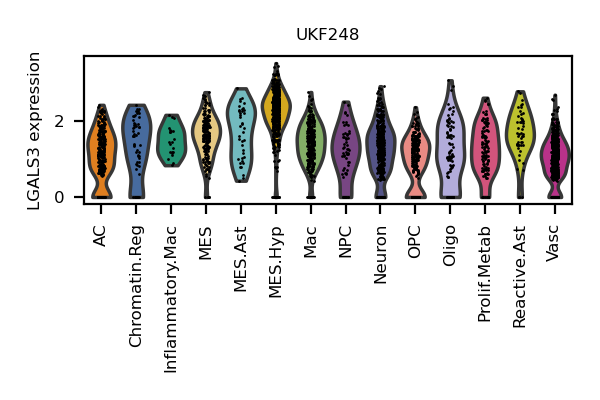 UKF248
LGALS3 expression
2
0
AC
Chromatin.Reg
Inflammatory.Mac
MES
MES.Ast
MES.Hyp
Mac
NPC
Neuron
OPC
Oligo
Prolif.Metab
Reactive.Ast
Vasc